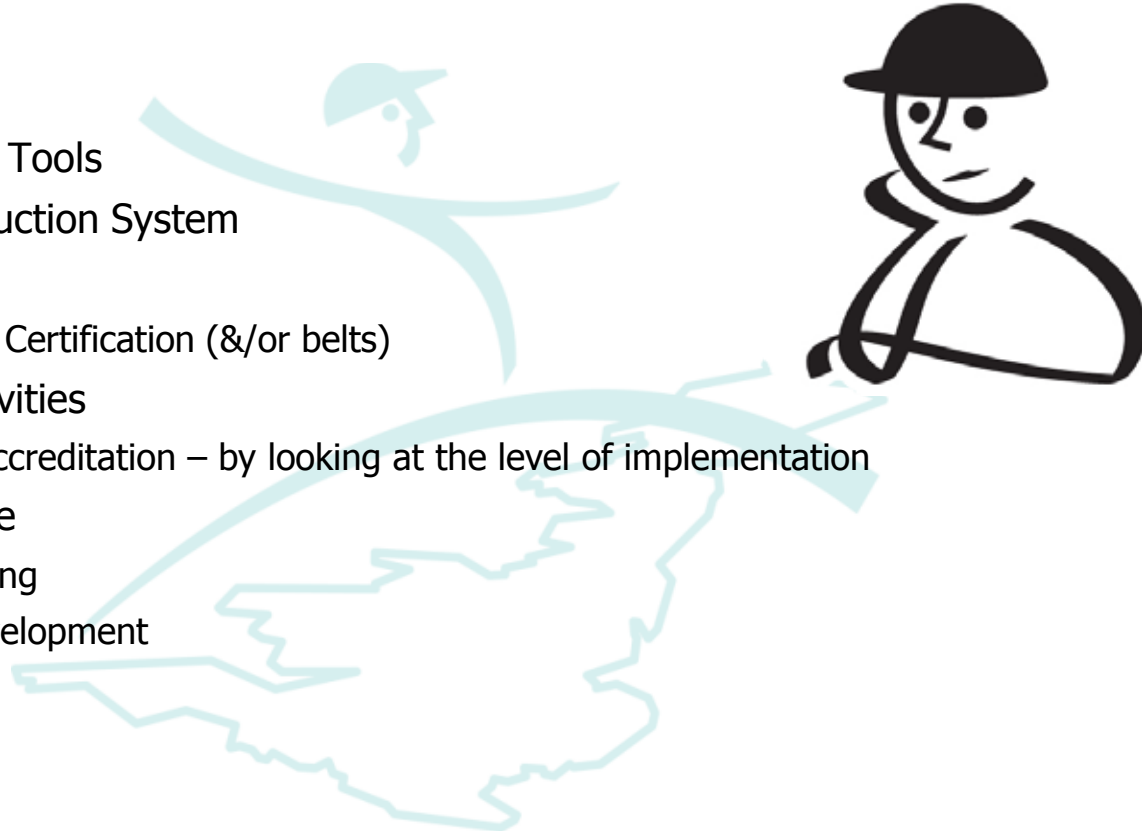 Tools
uction System
Certification (&/or belts)
vities
ccreditation – by looking at the level of implementation
e
ng
elopment